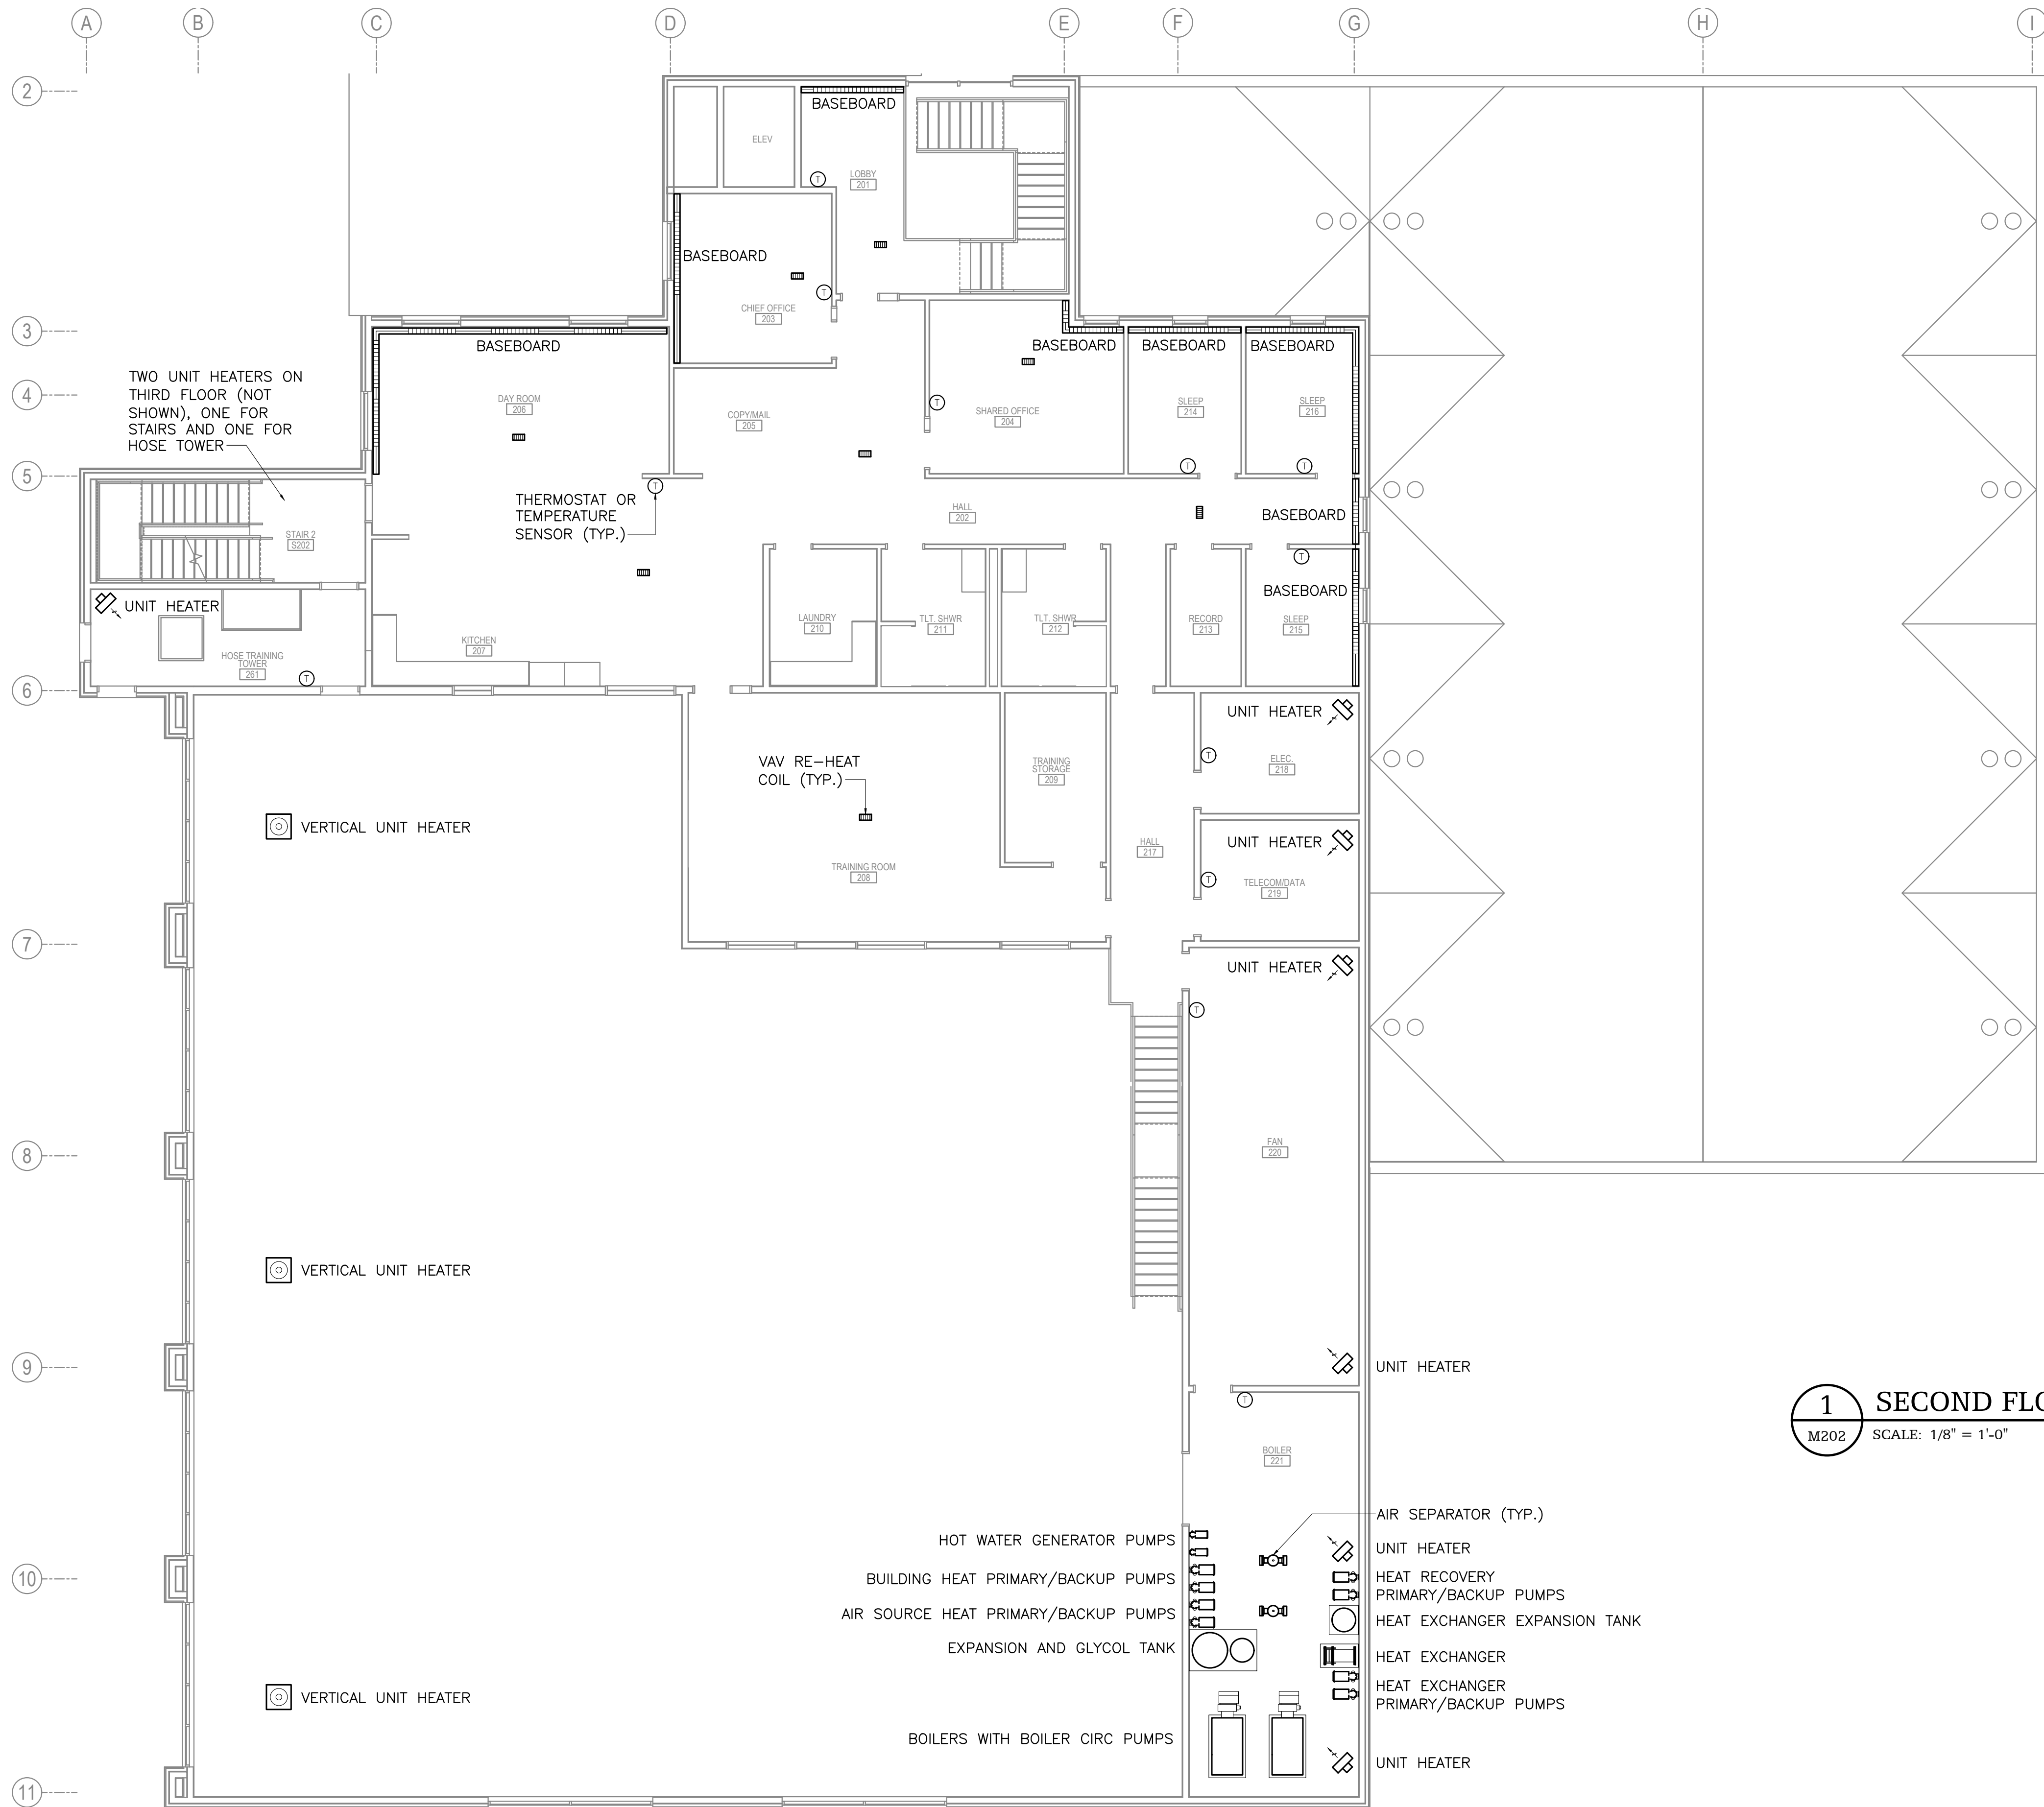 A
B
C
D
E
F
G
H
I
2
BASEBOARD
ELEV
LOBBY
201
T
BASEBOARD
CHIEF OFFICE
203
T
3
BASEBOARD
BASEBOARD
BASEBOARD
BASEBOARD
TWO UNIT HEATERS ON
THIRD FLOOR (NOT
SHOWN), ONE FOR
STAIRS AND ONE FOR
HOSE TOWER
4
DAY ROOM
206
COPY/MAIL
205
T
SHARED OFFICE
204
SLEEP
214
SLEEP
216
5
T
T
T
THERMOSTAT OR
TEMPERATURE
SENSOR (TYP.)
HALL
202
BASEBOARD
STAIR 2
S202
T
BASEBOARD
UNIT HEATER
KITCHEN
207
LAUNDRY
210
TLT. SHWR
211
TLT. SHWR
212
RECORD
213
SLEEP
215
HOSE TRAINING
TOWER
261
T
6
UNIT HEATER
T
ELEC.
218
VAV RE-HEAT
COIL (TYP.)
TRAINING
STORAGE
209
VERTICAL UNIT HEATER
UNIT HEATER
HALL
217
TRAINING ROOM
208
T
TELECOM/DATA
219
7
UNIT HEATER
T
FAN
220
8
VERTICAL UNIT HEATER
9
UNIT HEATER
T
1
M202
SECOND FLO
SCALE: 1/8" = 1'-0"
BOILER
221
AIR SEPARATOR (TYP.)
HOT WATER GENERATOR PUMPS
UNIT HEATER
10
BUILDING HEAT PRIMARY/BACKUP PUMPS
HEAT RECOVERY
PRIMARY/BACKUP PUMPS
AIR SOURCE HEAT PRIMARY/BACKUP PUMPS
HEAT EXCHANGER EXPANSION TANK
EXPANSION AND GLYCOL TANK
HEAT EXCHANGER
HEAT EXCHANGER
PRIMARY/BACKUP PUMPS
VERTICAL UNIT HEATER
BOILERS WITH BOILER CIRC PUMPS
UNIT HEATER
11